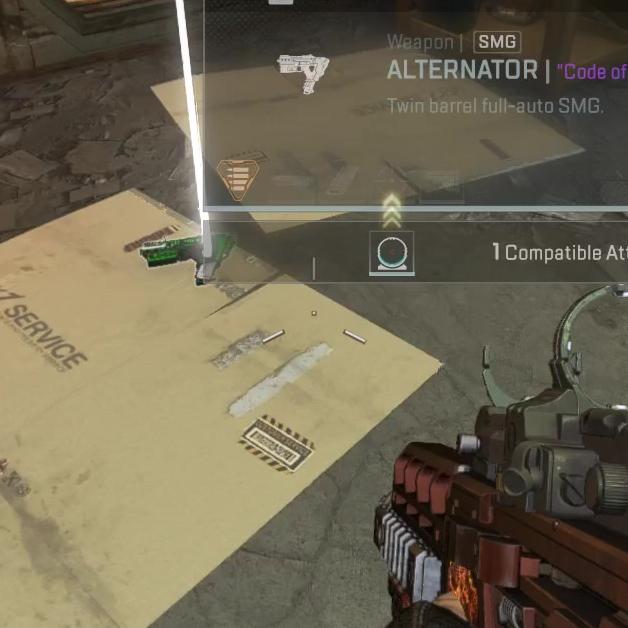 Weapon | SMG
ALTERNATOR | "Code of
Twin barrel full-auto SMG.
1 Compatible Att
SERVICE